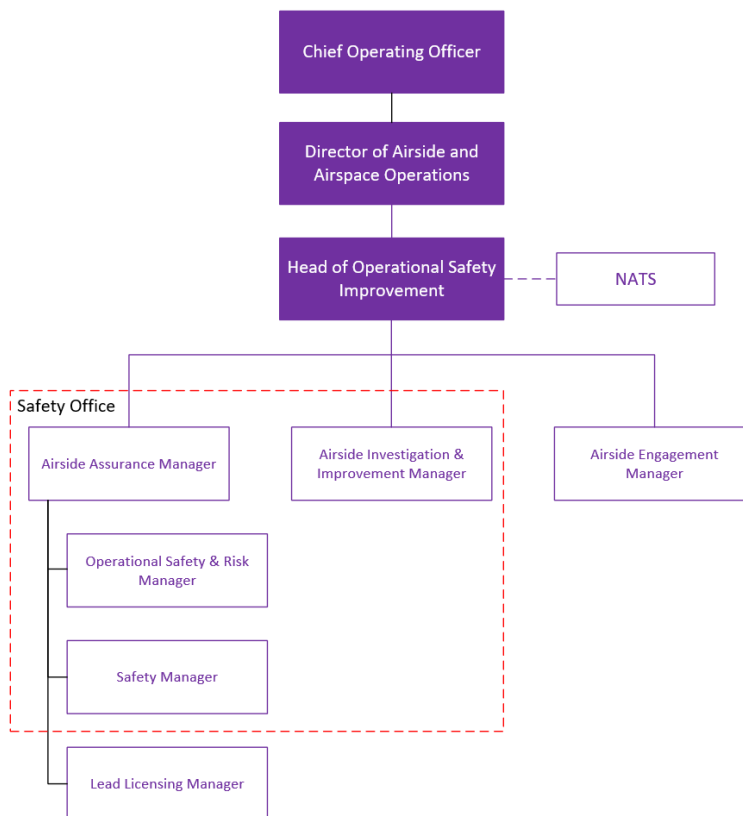 Chief Operating Officer
Director of Airside and
Airspace Operations
Head of Operational Safety
Improvement
NATS
Safety Office
Airside Assurance Manager
Airside Investigation &
Improvement Manager
Airside Engagement
Manager
Operational Safety & Risk
Manager
Safety Manager
Lead Licensing Manager